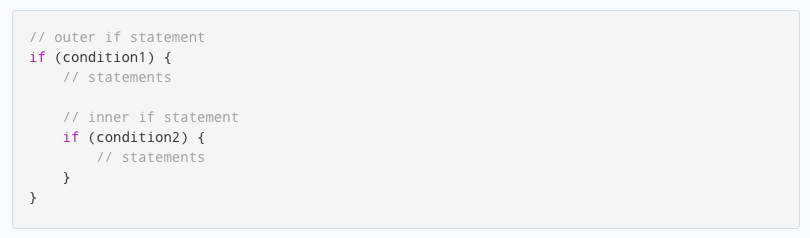 // outer if statement
if (condition1) {
    // statements

    // inner if statement
    if (condition2) {
        // statements
    }
}